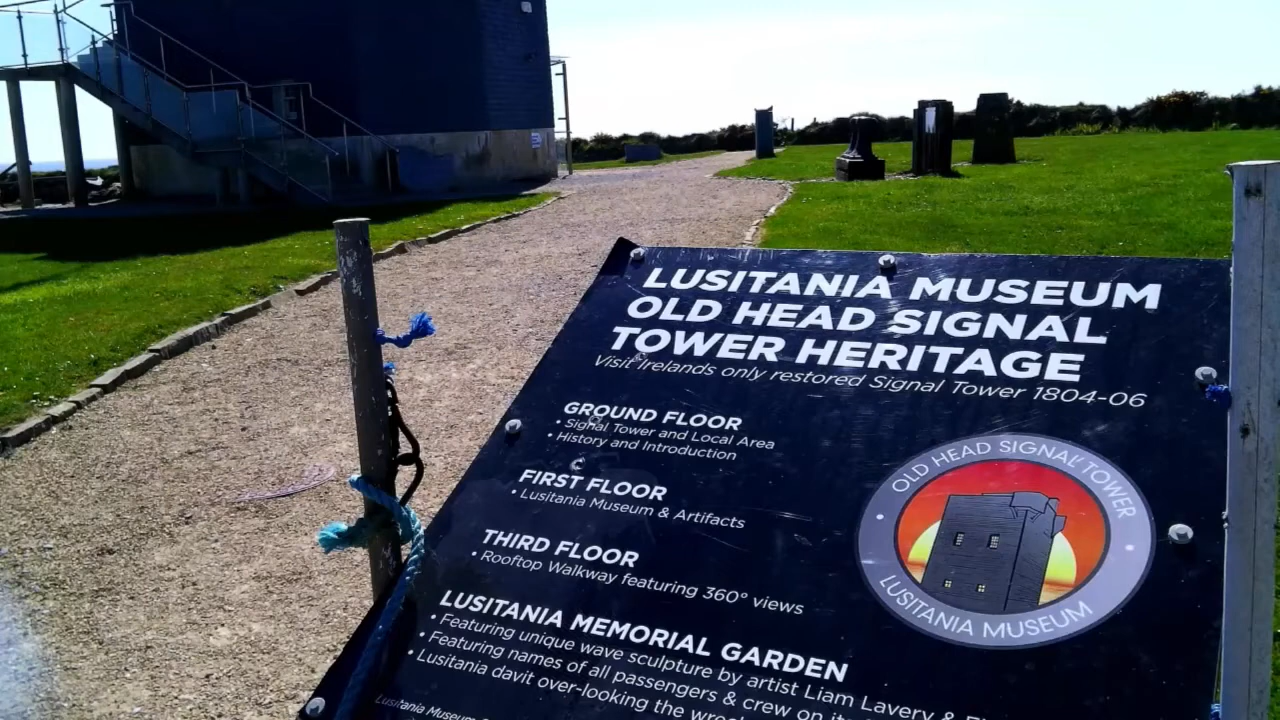 LUSITANIA MUSEUM
OLD HEAD SIGNAL
TOWER HERITAGE
Visit Irelands only restored Signal Tower 1804-06
GROUND FLOOR
• Signal Tower and Local Area
• History and Introduction
FIRST FLOOR
• Lusitania Museum & Artifacts
THIRD FLOOR
• Rooftop Walkway featuring 360° views
LUSITANIA MEMORIAL GARDEN
• Featuring unique wave sculpture by artist Liam Lavery &
• Featuring names of all passengers & crew on
• Lusitania davit over-looking the
Lusitania Museum
OLD HEAD SIGNAL TOWER
LUSITANIA MUSEUM